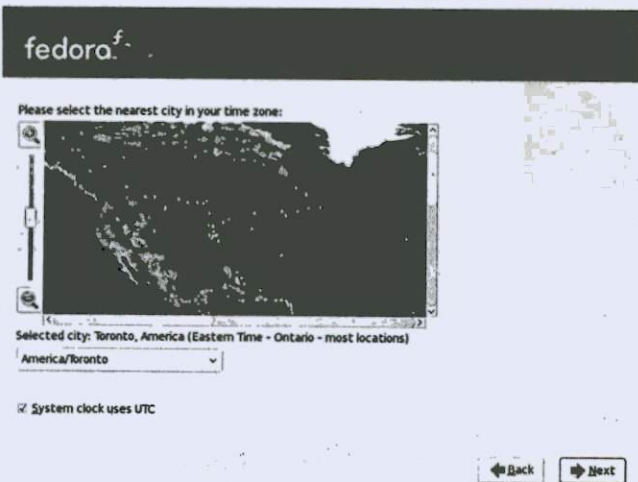 fedora
Please select the nearest city in your time zone:
Selected city: Toronto, America (Eastern Time - Ontario - most locations)
America/Toronto
System clock uses UTC
Back
Next